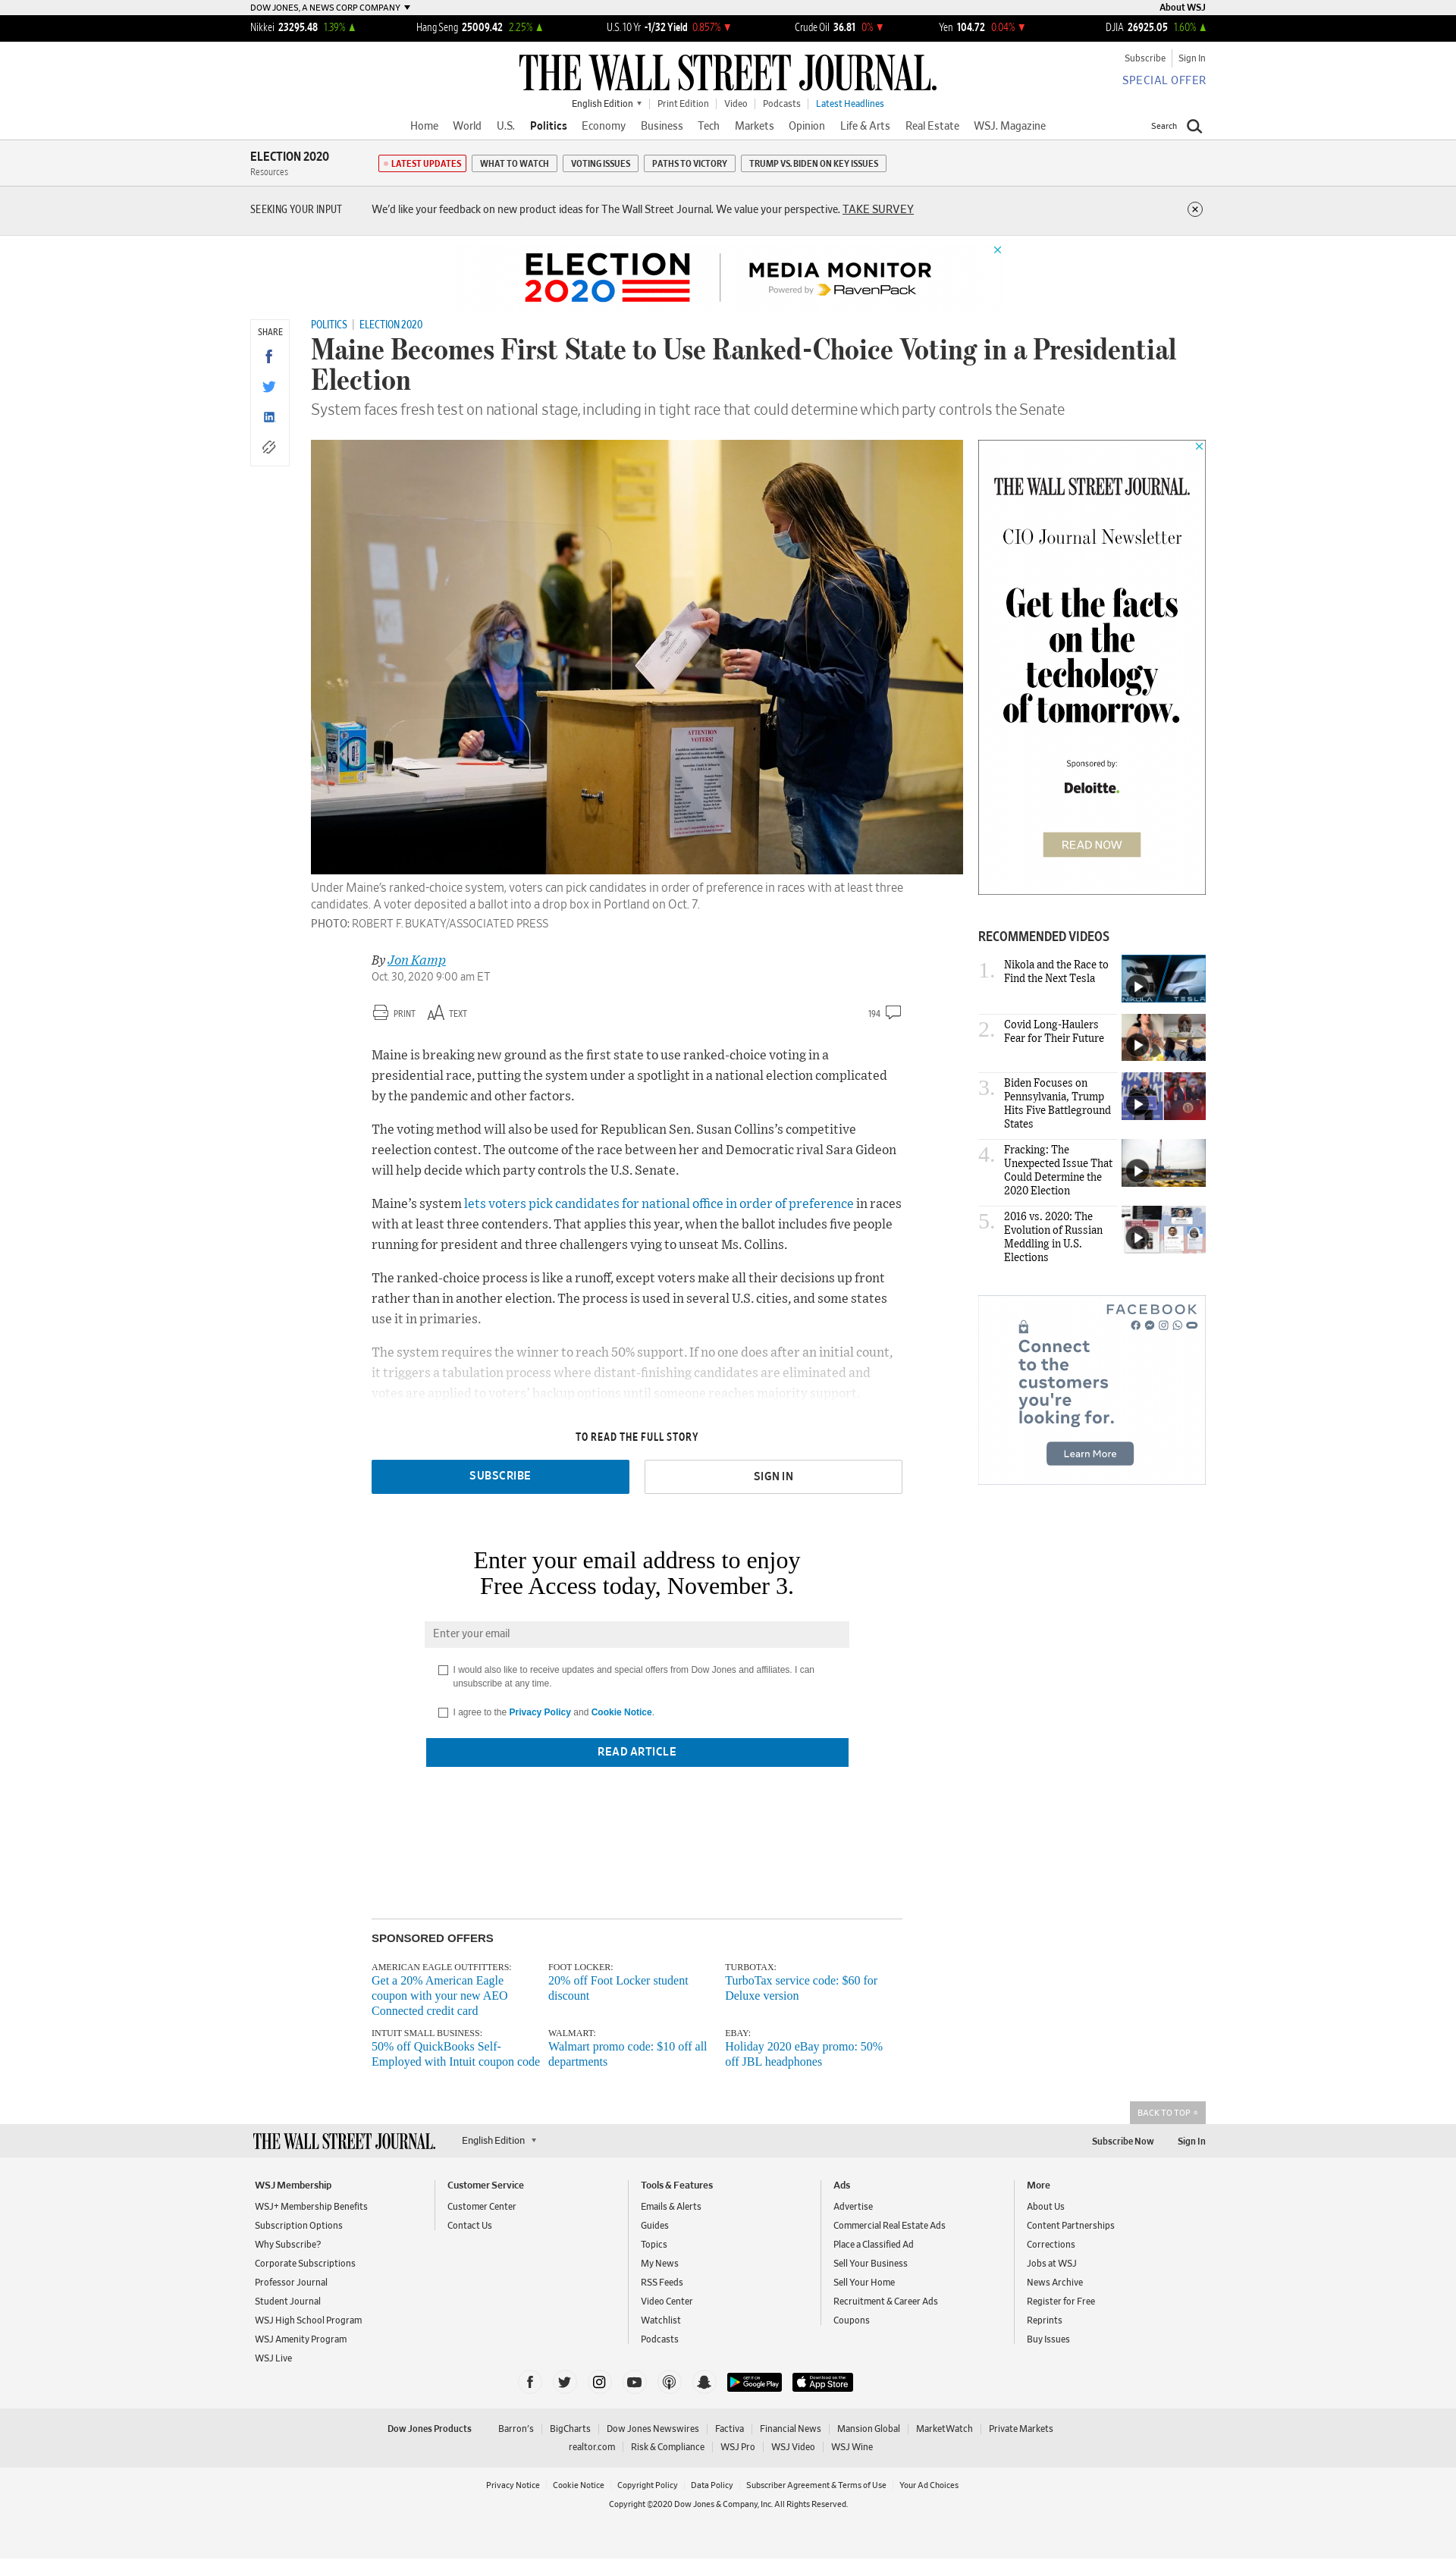 DOW JONES, A NEWS CORP COMPANY
About WSJ
Nikkei 23295.48 1.39%
Hang Seng 25009.42 2.25%
U.S. 10 Yr -1/32 Yield 0.857%
Crude Oil 36.81 0%
Yen 104.72 0.04%
DJIA 26925.05 1.60%
THE WALL STREET JOURNAL.
Subscribe
Sign In
SPECIAL OFFER
English Edition
Print Edition
Video
Podcasts
Latest Headlines
Home
World
U.S.
Politics
Economy
Business
Tech
Markets
Opinion
Life & Arts
Real Estate
WSJ. Magazine
Search
ELECTION 2020
Resources
LATEST UPDATES
WHAT TO WATCH
VOTING ISSUES
PATHS TO VICTORY
TRUMP VS. BIDEN ON KEY ISSUES
SEEKING YOUR INPUT
We'd like your feedback on new product ideas for The Wall Street Journal. We value your perspective. TAKE SURVEY
ELECTION
2020
MEDIA MONITOR
Powered by RavenPack
SHARE
POLITICS
ELECTION 2020
Maine Becomes First State to Use Ranked-Choice Voting in a Presidential
Election
System faces fresh test on national stage, including in tight race that could determine which party controls the Senate
ATTENTION
VOTERS!
Under Maine's ranked-choice system, voters can pick candidates in order of preference in races with at least three
candidates. A voter deposited a ballot into a drop box in Portland on Oct. 7.
PHOTO: ROBERT F. BUKATY/ASSOCIATED PRESS
By Jon Kamp
Oct. 30, 2020 9:00 am ET
PRINT
TEXT
194
Maine is breaking new ground as the first state to use ranked-choice voting in a
presidential race, putting the system under a spotlight in a national election complicated
by the pandemic and other factors.
The voting method will also be used for Republican Sen. Susan Collins's competitive
reelection contest. The outcome of the race between her and Democratic rival Sara Gideon
will help decide which party controls the U.S. Senate.
Maine's system lets voters pick candidates for national office in order of preference in races
with at least three contenders. That applies this year, when the ballot includes five people
running for president and three challengers vying to unseat Ms. Collins.
The ranked-choice process is like a runoff, except voters make all their decisions up front
rather than in another election. The process is used in several U.S. cities, and some states
use it in primaries.
The system requires the winner to reach 50% support. If no one does after an initial count,
it triggers a tabulation process where distant-finishing candidates are eliminated and
votes are applied to voters' backup options until someone reaches majority support.
TO READ THE FULL STORY
SUBSCRIBE
SIGN IN
Enter your email address to enjoy
Free Access today, November 3.
Enter your email
I would also like to receive updates and special offers from Dow Jones and affiliates. I can
unsubscribe at any time.
I agree to the Privacy Policy and Cookie Notice.
READ ARTICLE
THE WALL STREET JOURNAL.
CIO Journal Newsletter
Get the facts
on the
techology
of tomorrow.
Sponsored by:
Deloitte.
READ NOW
RECOMMENDED VIDEOS
1.
Nikola and the Race to
Find the Next Tesla
NIKOLA
TESLA
2.
Covid Long-Haulers
Fear for Their Future
3.
Biden Focuses on
Pennsylvania, Trump
Hits Five Battleground
States
4.
Fracking: The
Unexpected Issue That
Could Determine the
2020 Election
5.
2016 vs. 2020: The
Evolution of Russian
Meddling in U.S.
Elections
FACEBOOK
Connect
to the
customers
you're
looking for.
Learn More
SPONSORED OFFERS
AMERICAN EAGLE OUTFITTERS:
Get a 20% American Eagle
coupon with your new AEO
Connected credit card
FOOT LOCKER:
20% off Foot Locker student
discount
TURBOTAX:
TurboTax service code: $60 for
Deluxe version
INTUIT SMALL BUSINESS:
50% off QuickBooks Self-
Employed with Intuit coupon code
WALMART:
Walmart promo code: $10 off all
departments
EBAY:
Holiday 2020 eBay promo: 50%
off JBL headphones
BACK TO TOP
THE WALL STREET JOURNAL.
English Edition
Subscribe Now
Sign In
WSJ Membership
WSJ+ Membership Benefits
Subscription Options
Why Subscribe?
Corporate Subscriptions
Professor Journal
Student Journal
WSJ High School Program
WSJ Amenity Program
WSJ Live
Customer Service
Customer Center
Contact Us
Tools & Features
Emails & Alerts
Guides
Topics
My News
RSS Feeds
Video Center
Watchlist
Podcasts
Ads
Advertise
Commercial Real Estate Ads
Place a Classified Ad
Sell Your Business
Sell Your Home
Recruitment & Career Ads
Coupons
More
About Us
Content Partnerships
Corrections
Jobs at WSJ
News Archive
Register for Free
Reprints
Buy Issues
GET IT ON
Google Play
Download on the
App Store
Dow Jones Products
Barron's
BigCharts
Dow Jones Newswires
Factiva
Financial News
Mansion Global
MarketWatch
Private Markets
realtor.com
Risk & Compliance
WSJ Pro
WSJ Video
WSJ Wine
Privacy Notice
Cookie Notice
Copyright Policy
Data Policy
Subscriber Agreement & Terms of Use
Your Ad Choices
Copyright ©2020 Dow Jones & Company, Inc. All Rights Reserved.